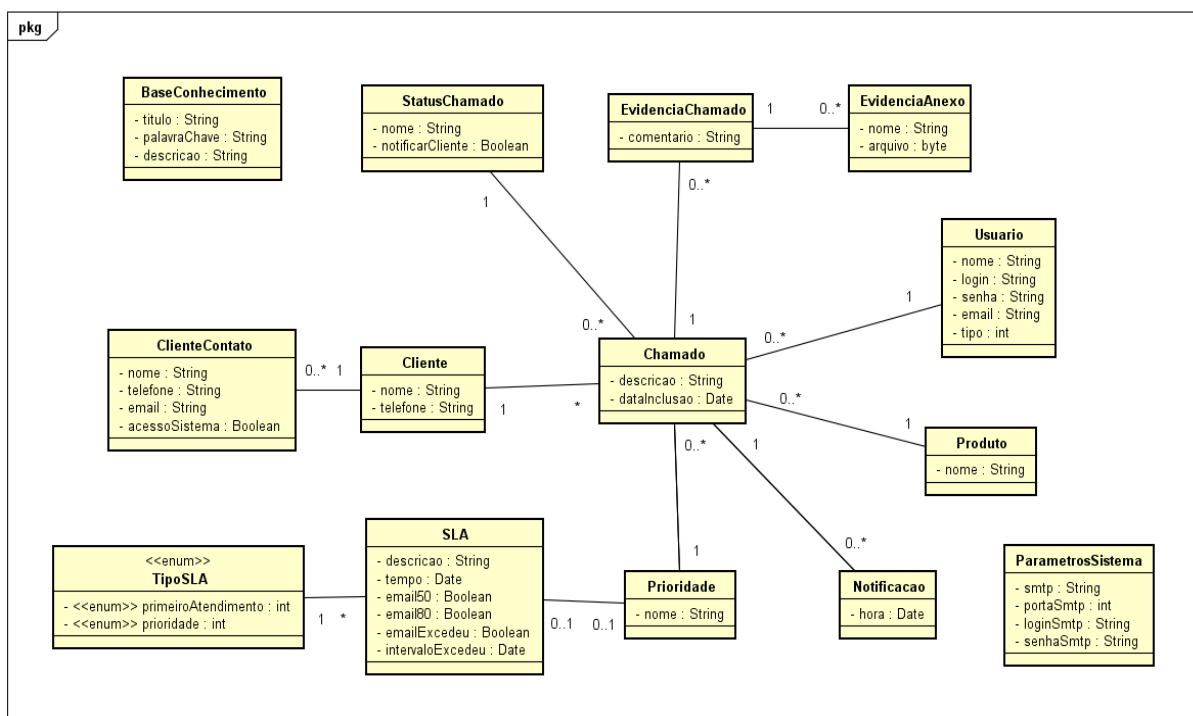 pkg
BaseConhecimento
- titulo : String
- palavraChave : String
- descricao : String
StatusChamado
- nome : String
- notificarCliente : Boolean
EvidenciaChamado
- comentario : String
1
0..*
EvidenciaAnexo
- nome : String
- arquivo : byte
1
0..*
0..*
1
Usuario
- nome : String
- login : String
- senha : String
- email : String
- tipo : int
1
0..*
ClienteContato
- nome : String
- telefone : String
- email : String
- acessoSistema : Boolean
0..*
1
Cliente
- nome : String
- telefone : String
1
*
Chamado
- descricao : String
- dataInclusao : Date
0..*
1
Produto
- nome : String
0..*
1
1
0..*
<<enum>>
TipoSLA
- <<enum>> primeiroAtendimento : int
- <<enum>> prioridade : int
1
*
SLA
- descricao : String
- tempo : Date
- email50 : Boolean
- email80 : Boolean
- emailExcedeu : Boolean
- intervaloExcedeu : Date
0..1
0..1
Prioridade
- nome : String
Notificacao
- hora : Date
ParametrosSistema
- smtp : String
- portaSmtp : int
- loginSmtp : String
- senhaSmtp : String